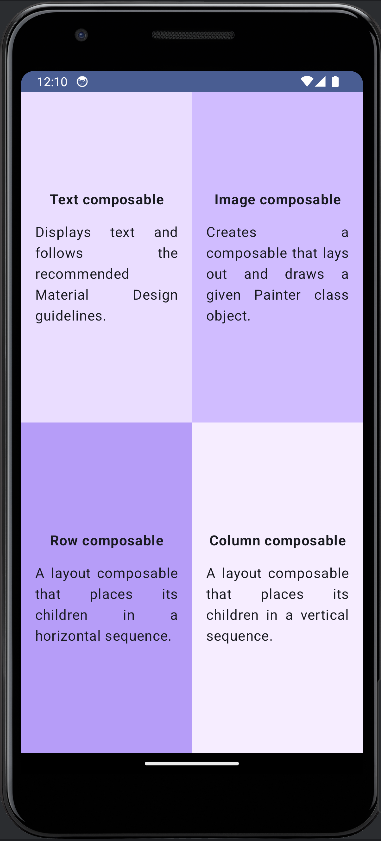 12:10
Text composable
Displays text and
follows the
recommended
Material Design
guidelines.
Image composable
Creates a
composable that lays
out and draws a
given Painter class
object.
Row composable
A layout composable
that places its
children in a
horizontal sequence.
Column composable
A layout composable
that places its
children in a vertical
sequence.